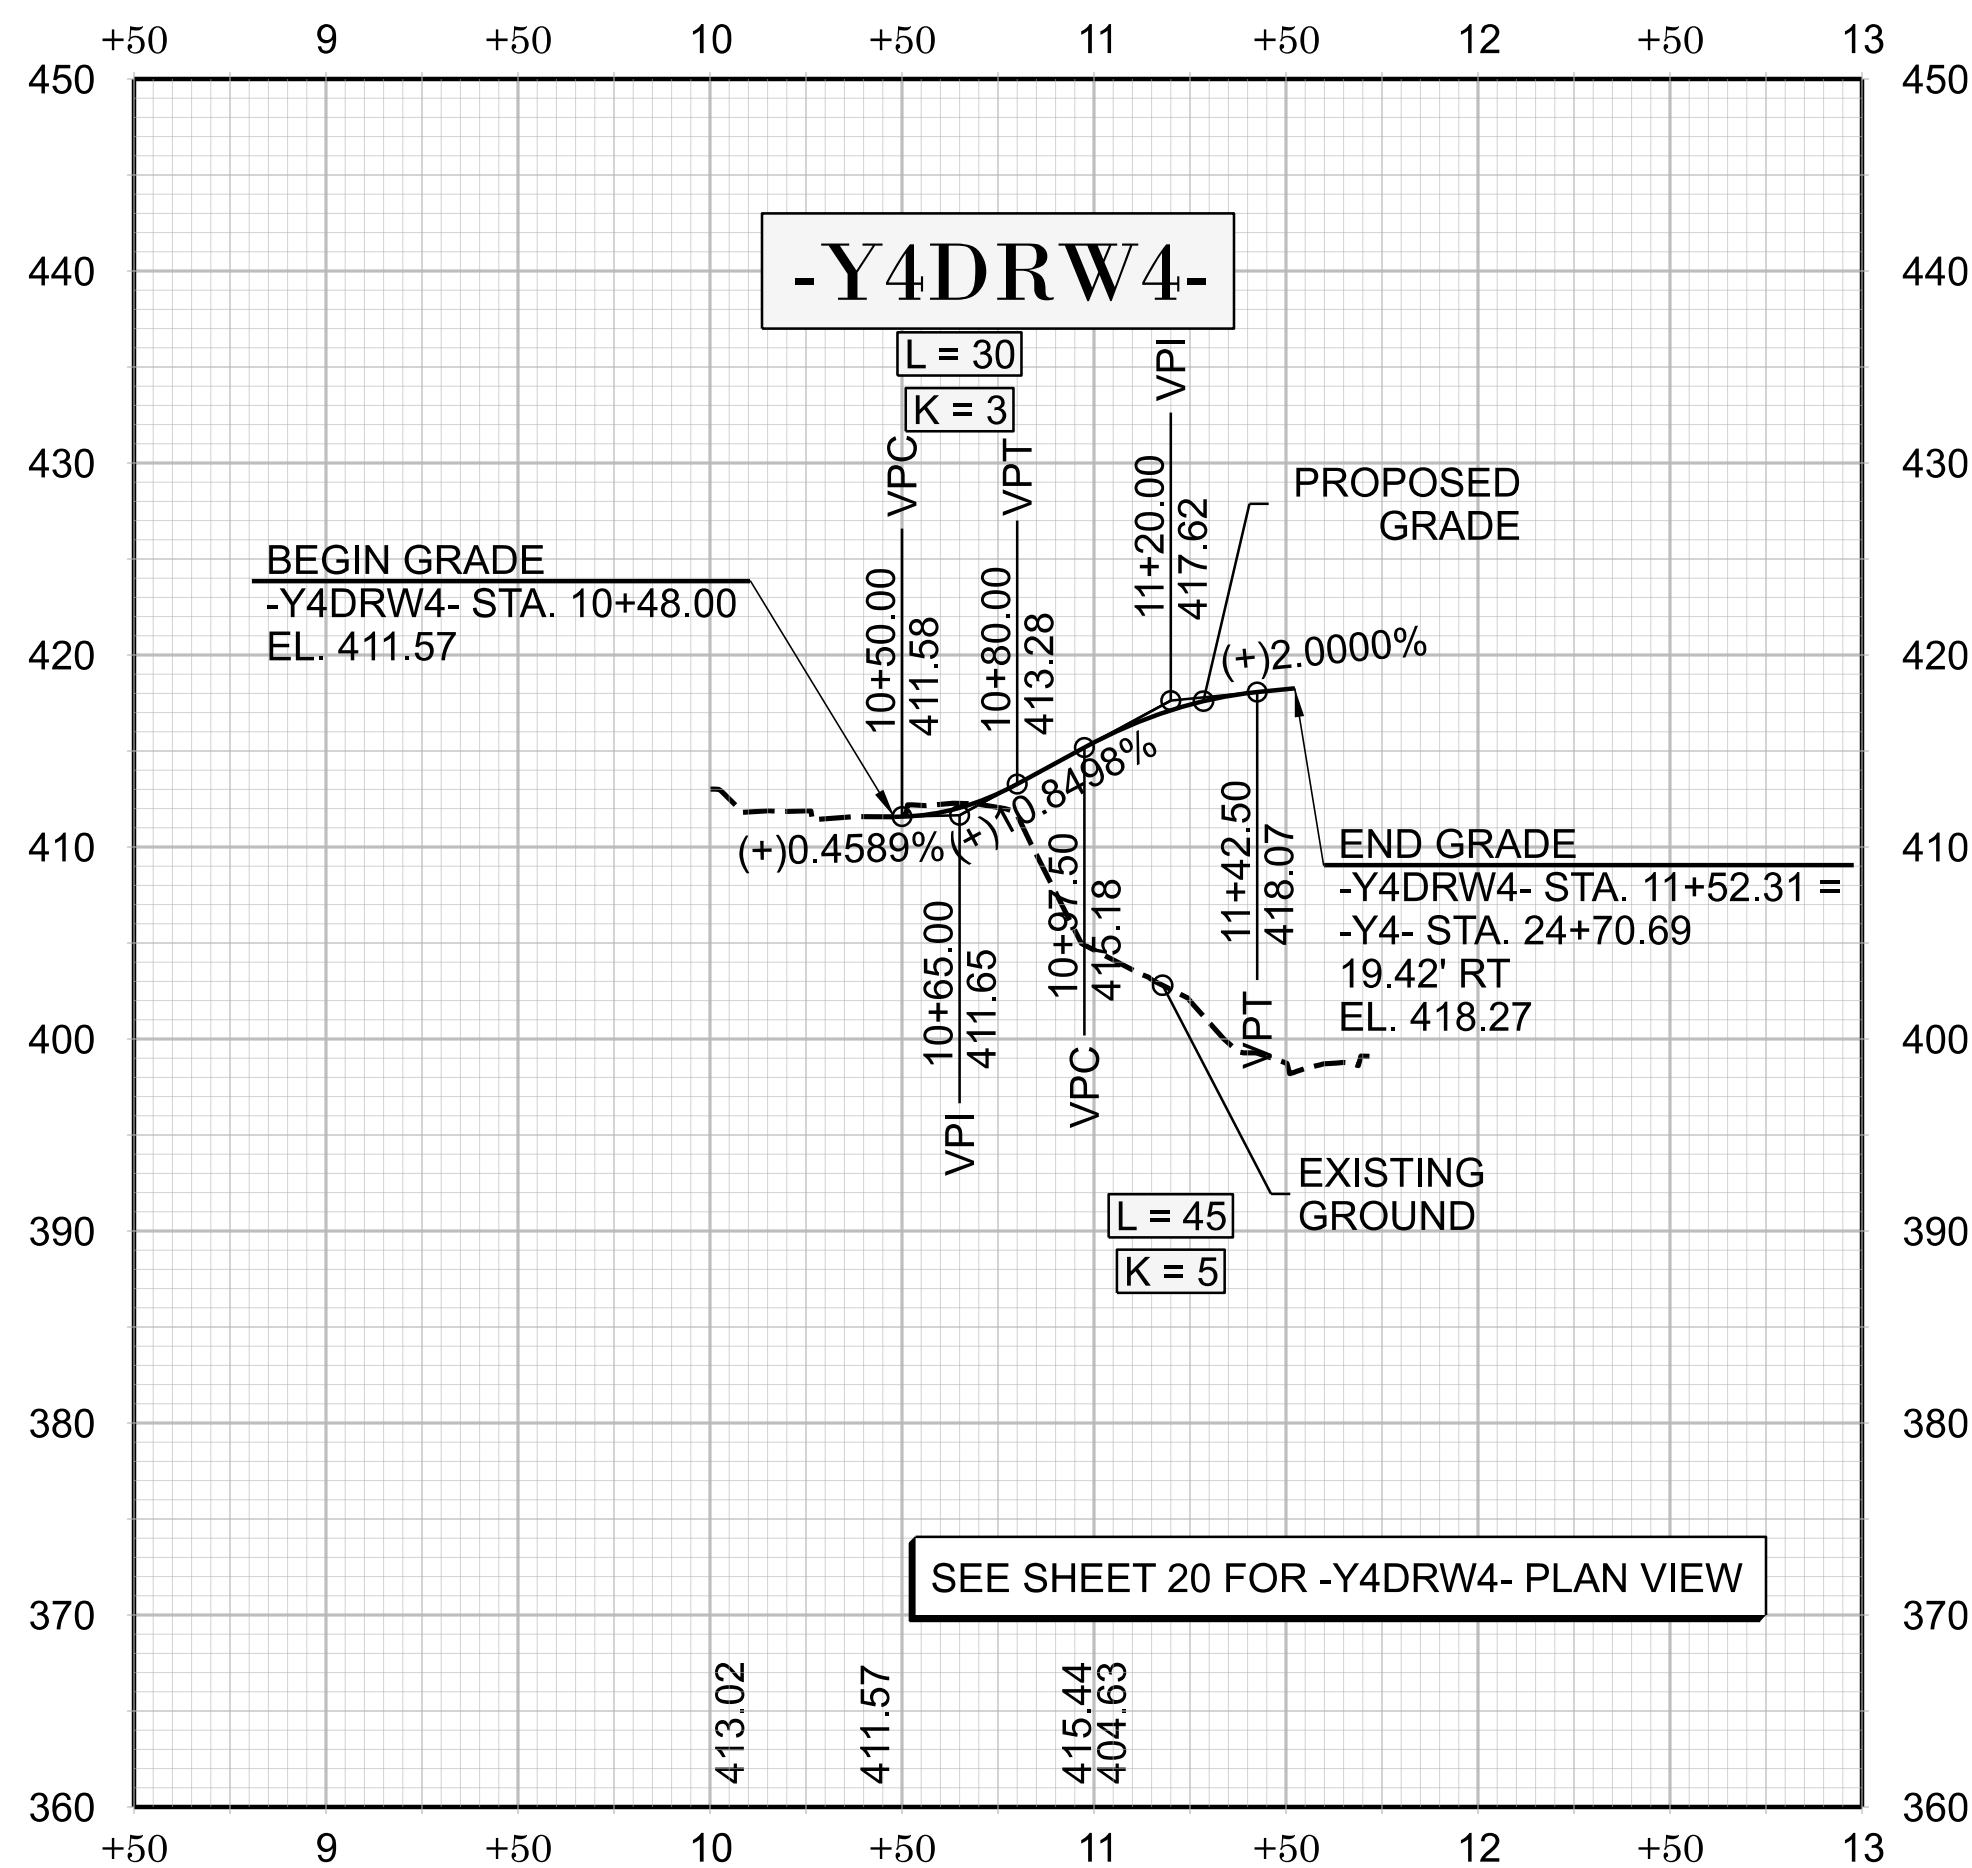 +50 9 +50 10 +50 11 +50 12 +50 13
450 450
440 440
430 430
420 420
410 410
400 400
390 390
380 380
370 370
360 360
-Y4DRW4-
L = 30
K = 3
VPC
10+50.00
411.58
VPT
10+80.00
413.28
VPI
11+20.00
417.62
PROPOSED
GRADE
BEGIN GRADE
-Y4DRW4- STA. 10+48.00
EL. 411.57
(+)2.0000%
(+)10.8498%
(+)0.4589%
10+65.00
411.65
VPI
10+97.50
415.18
VPC
11+42.50
418.07
VPT
END GRADE
-Y4DRW4- STA. 11+52.31 =
-Y4- STA. 24+70.69
19.42' RT
EL. 418.27
EXISTING
GROUND
L = 45
K = 5
SEE SHEET 20 FOR -Y4DRW4- PLAN VIEW
413.02
411.57
415.44
404.63
+50 9 +50 10 +50 11 +50 12 +50 13